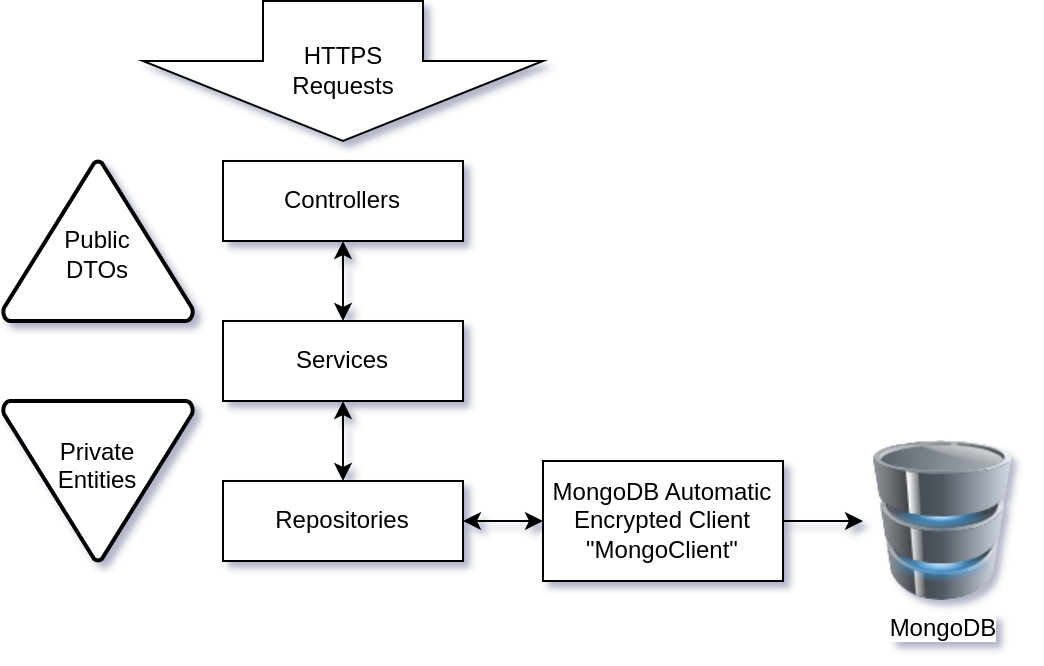 HTTPS
Requests
Controllers
Public
DTOs
Services
Private
Entities
Repositories
MongoDB Automatic
Encrypted Client
"MongoClient"
MongoDB